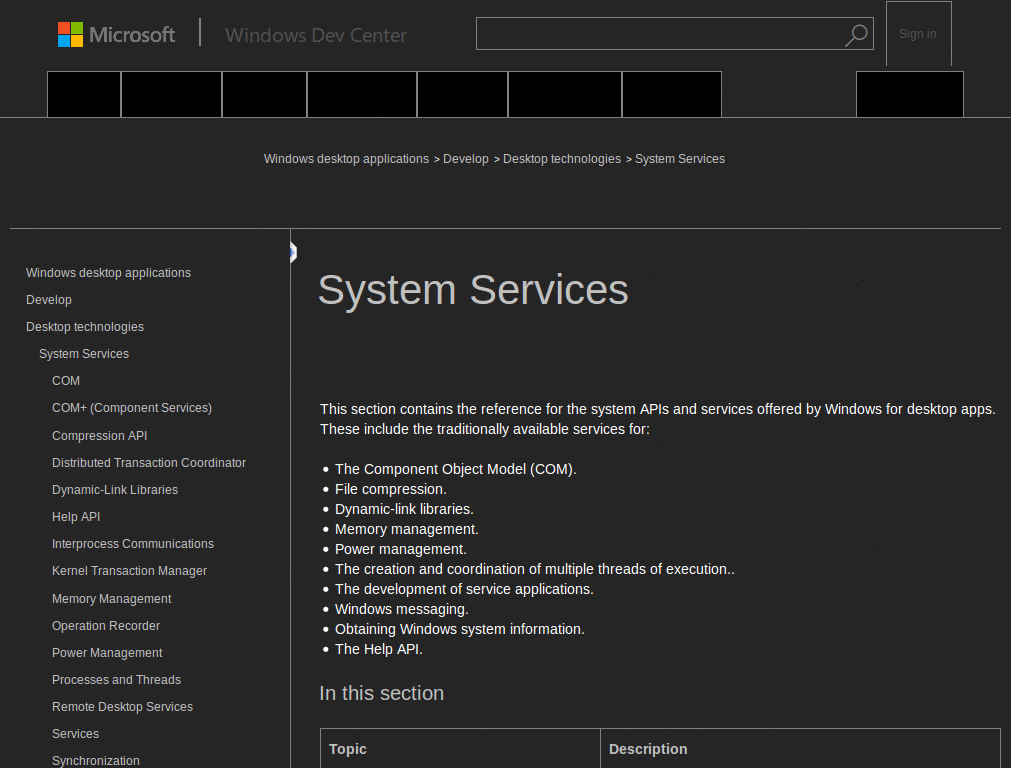 Microsoft
Windows Dev Center
Sign in
Windows desktop applications > Develop > Desktop technologies > System Services
Windows desktop applications
Develop
Desktop technologies
System Services
COM
COM+ (Component Services)
Compression API
Distributed Transaction Coordinator
Dynamic-Link Libraries
Help API
Interprocess Communications
Kernel Transaction Manager
Memory Management
Operation Recorder
Power Management
Processes and Threads
Remote Desktop Services
Services
Synchronization
System Services
This section contains the reference for the system APIs and services offered by Windows for desktop apps.
These include the traditionally available services for:
• The Component Object Model (COM).
• File compression.
• Dynamic-link libraries.
• Memory management.
• Power management.
• The creation and coordination of multiple threads of execution..
• The development of service applications.
• Windows messaging.
• Obtaining Windows system information.
• The Help API.
In this section
Topic
Description